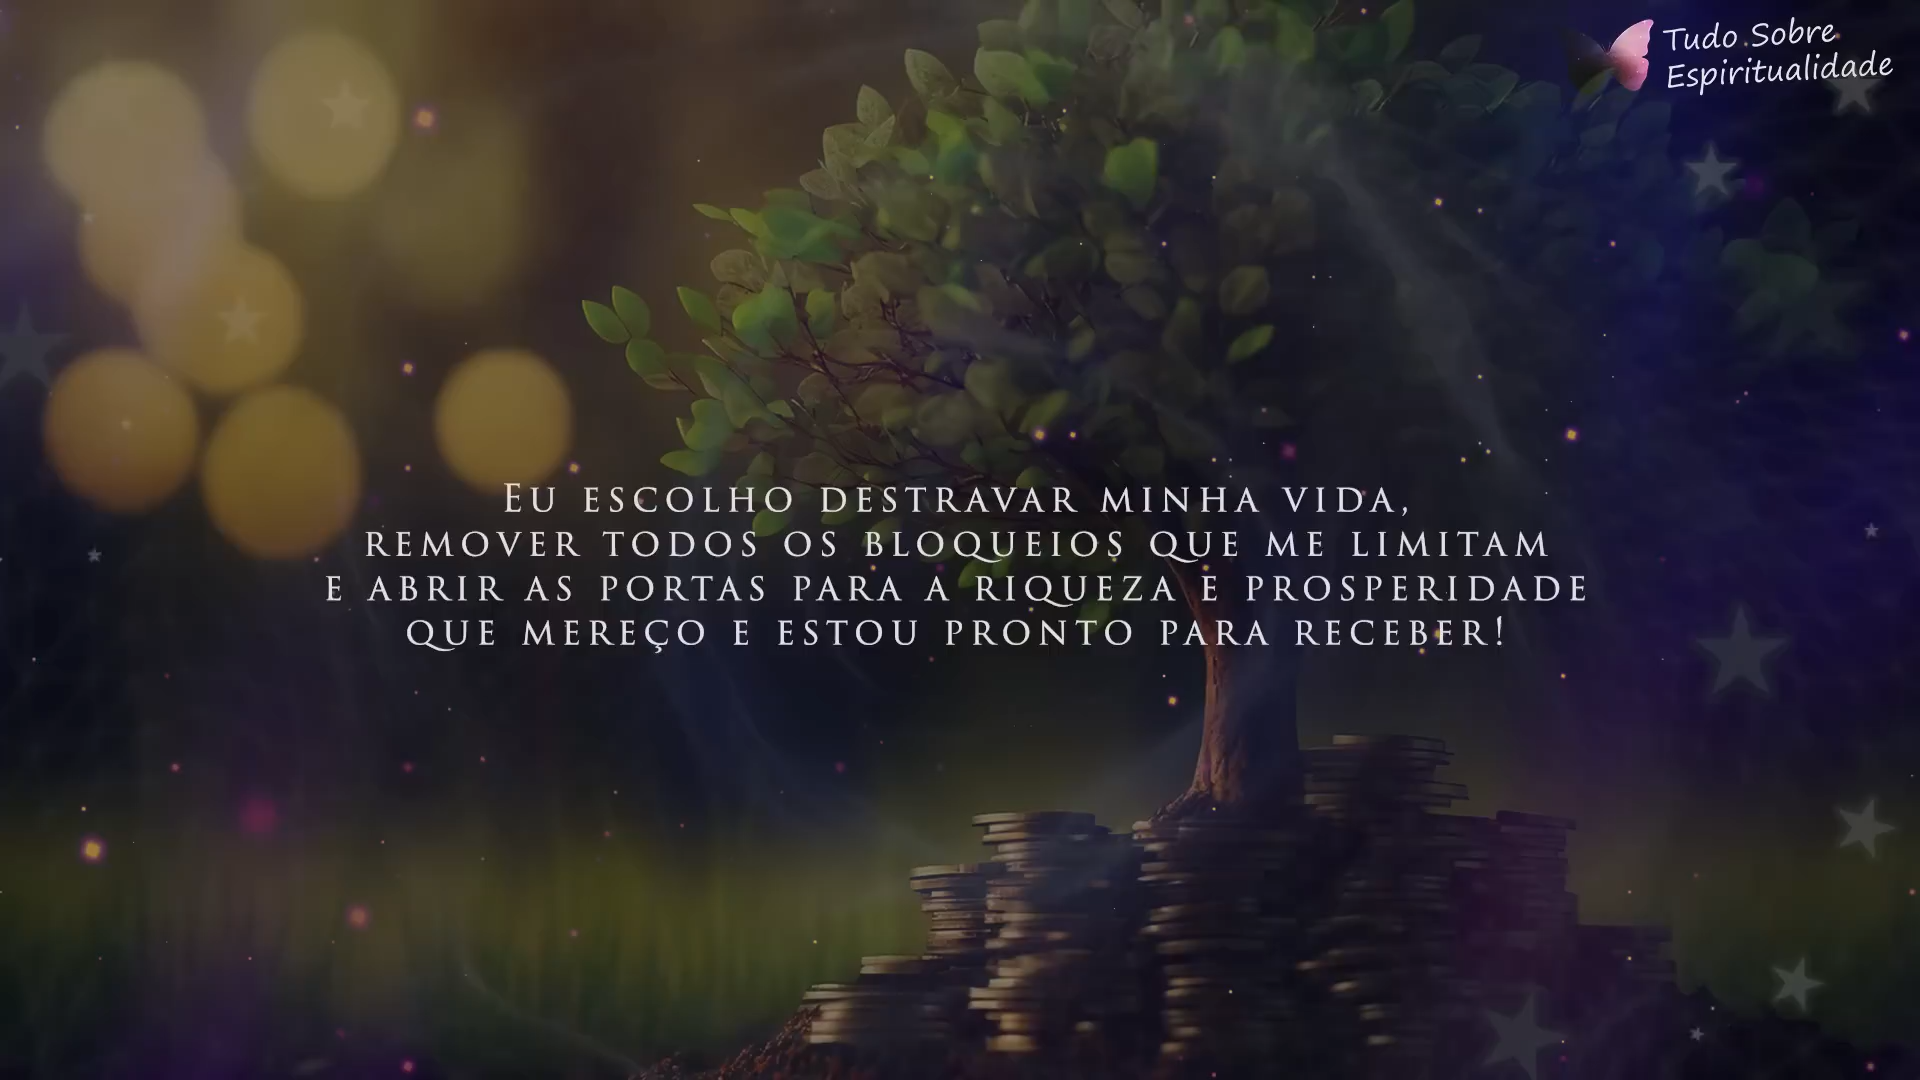 Tudo Sobre
Espiritualidade
Eu escolho destravar minha vida,
remover todos os bloqueios que me limitam
e abrir as portas para a riqueza e prosperidade
que mereço e estou pronto para receber!